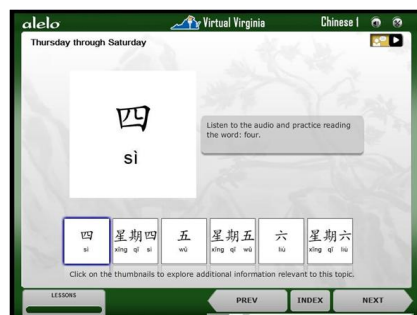 alelo
Virtual Virginia
Chinese 1
Thursday through Saturday
四
sì
Listen to the audio and practice reading
the word: four.
四
sì
星期四
xīng qī sì
五
wǔ
星期五
xīng qī wǔ
六
liù
星期六
xīng qī liù
Click on the thumbnails to explore additional information relevant to this topic.
LESSONS
PREV
INDEX
NEXT